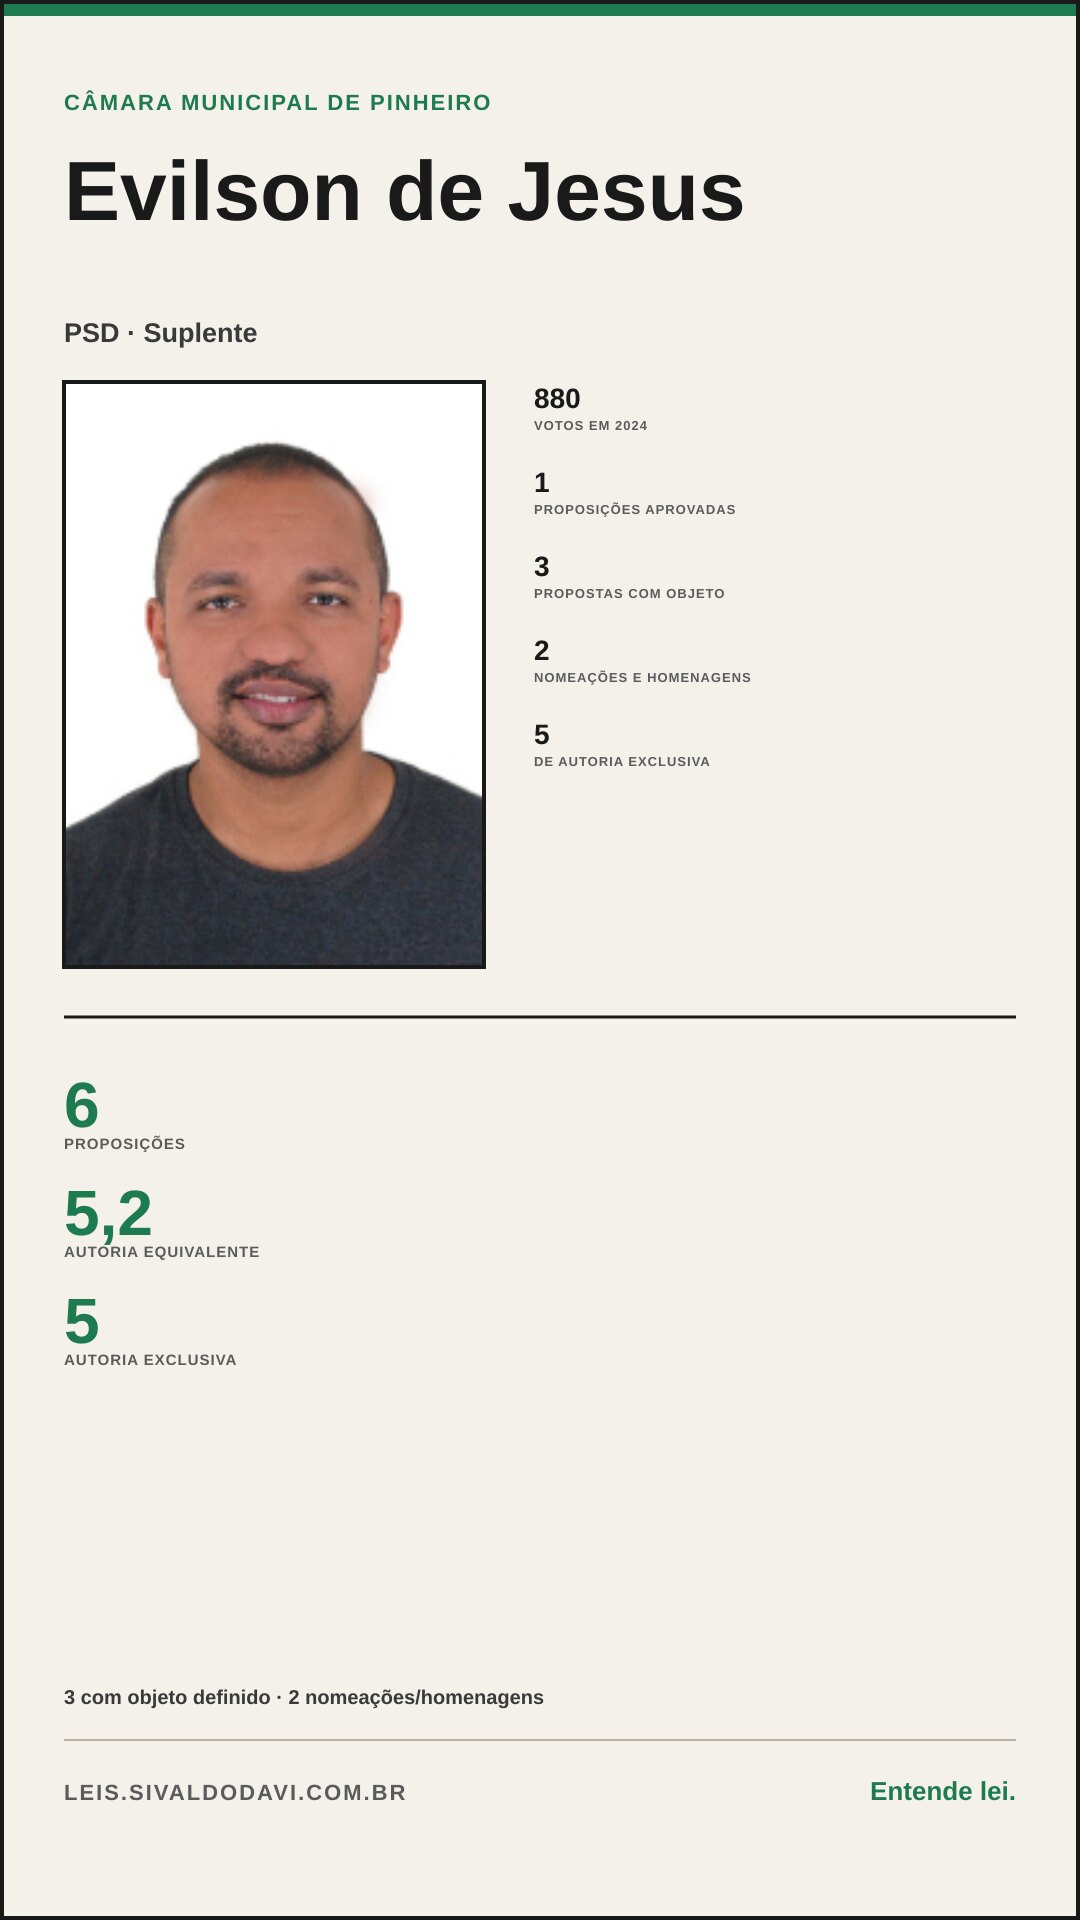 CÂMARA MUNICIPAL DE PINHEIRO
Evilson de Jesus
PSD · Suplente
880
VOTOS EM 2024
1
PROPOSIÇÕES APROVADAS
3
PROPOSTAS COM OBJETO
2
NOMEAÇÕES E HOMENAGENS
5
DE AUTORIA EXCLUSIVA
6
PROPOSIÇÕES
5,2
AUTORIA EQUIVALENTE
5
AUTORIA EXCLUSIVA
3 com objeto definido · 2 nomeações/homenagens
LEIS.SIVALDODAVI.COM.BR
Entende lei.